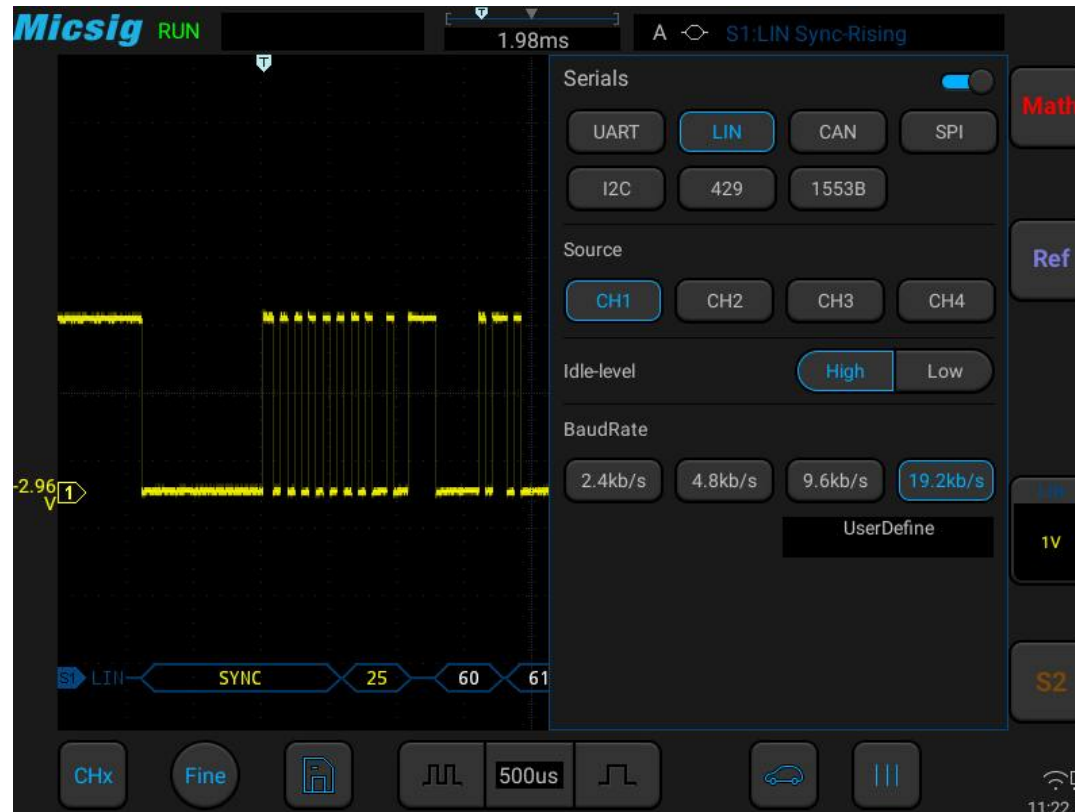 Micsig RUN
T
1.98ms
A S1:LIN Sync-Rising
T
Serials
UART LIN CAN SPI
I2C 429 1553B
Source
CH1 CH2 CH3 CH4
Idle-level High Low
BaudRate
2.4kb/s 4.8kb/s 9.6kb/s 19.2kb/s
UserDefine
-2.96
V
1
S1 LIN SYNC 25 60 61
Math
Ref
LIN
1V
S2
CHx Fine 500us
11:22